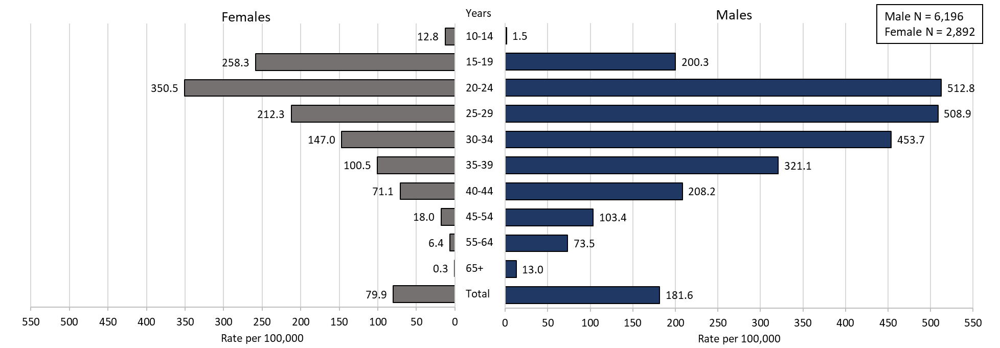 Females Years Males
Male N = 6,196
Female N = 2,892
12.8 10-14 1.5
258.3 15-19 200.3
350.5 20-24 512.8
212.3 25-29 508.9
147.0 30-34 453.7
100.5 35-39 321.1
71.1 40-44 208.2
18.0 45-54 103.4
6.4 55-64 73.5
0.3 65+ 13.0
79.9 Total 181.6
550 500 450 400 350 300 250 200 150 100 50 0 0 50 100 150 200 250 300 350 400 450 500 550
Rate per 100,000 Rate per 100,000